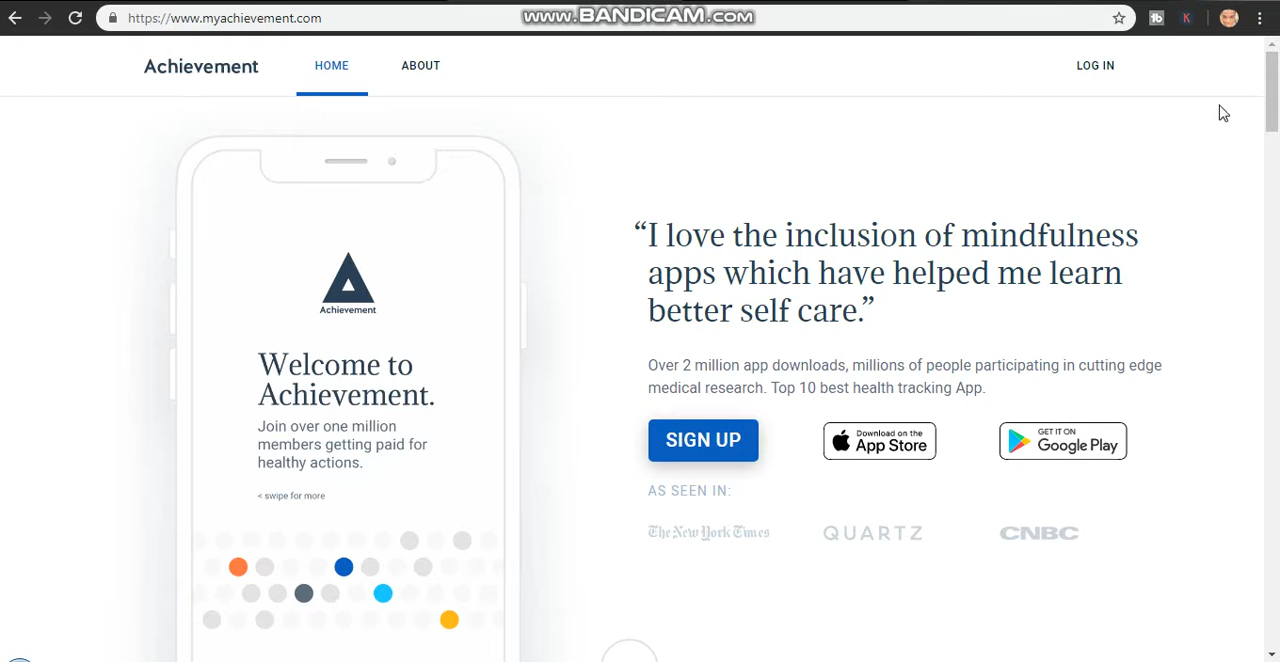 https://www.myachievement.com
www.BANDICAM.com
Achievement
HOME
ABOUT
LOG IN
Achievement
Welcome to
Achievement.
Join over one million
members getting paid for
healthy actions.
< swipe for more
“I love the inclusion of mindfulness
apps which have helped me learn
better self care.”
Over 2 million app downloads, millions of people participating in cutting edge
medical research. Top 10 best health tracking App.
SIGN UP
Download on the
App Store
GET IT ON
Google Play
AS SEEN IN:
The New York Times
QUARTZ
CNBC